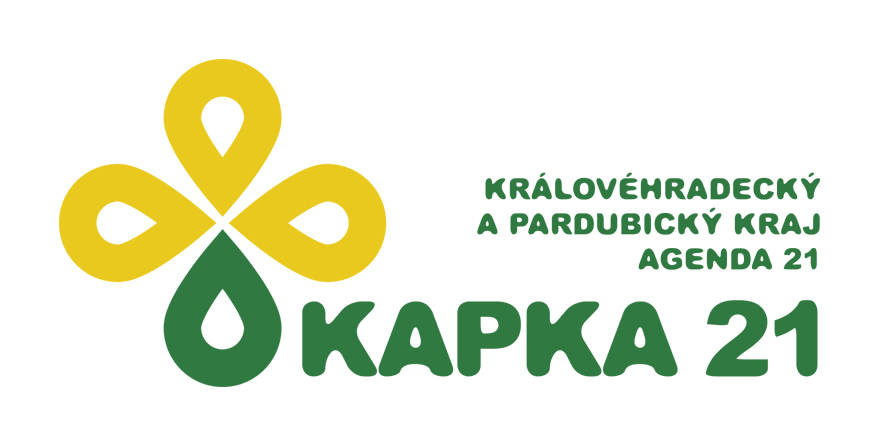 KRÁLOVÉHRADECKÝ
A PARDUBICKÝ KRAJ
AGENDA 21
KAPKA 21